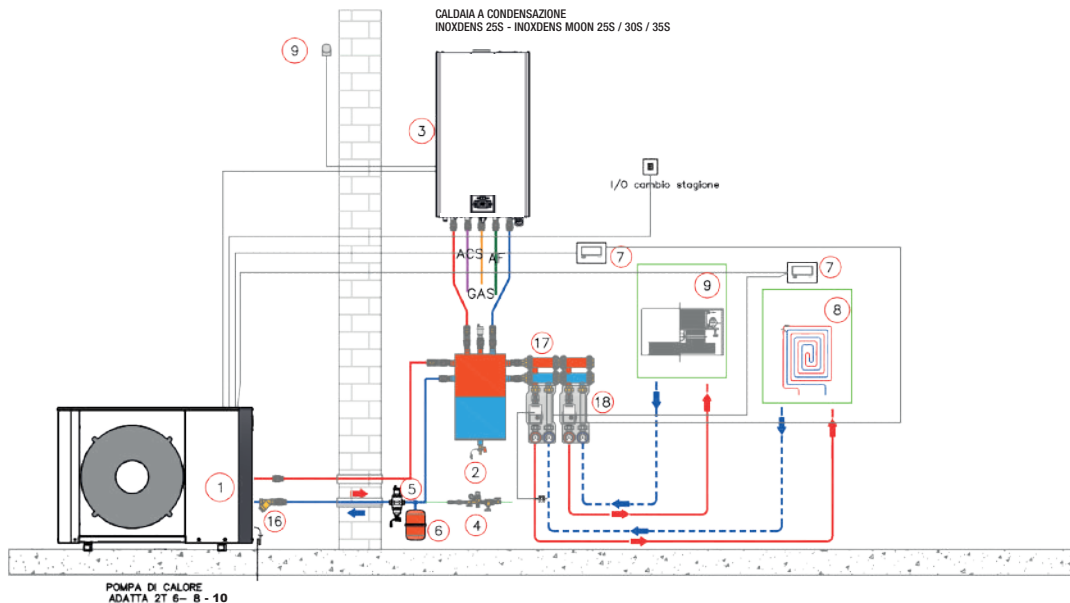 CALDAIA A CONDENSAZIONE
INOXDENS 25S - INOXDENS MOON 25S / 30S / 35S
9
3
I/O cambio stagione
ACS
AF
GAS
7
7
9
8
17
18
2
1
5
16
6
4
POMPA DI CALORE
ADATTA 2T 6- 8 - 10